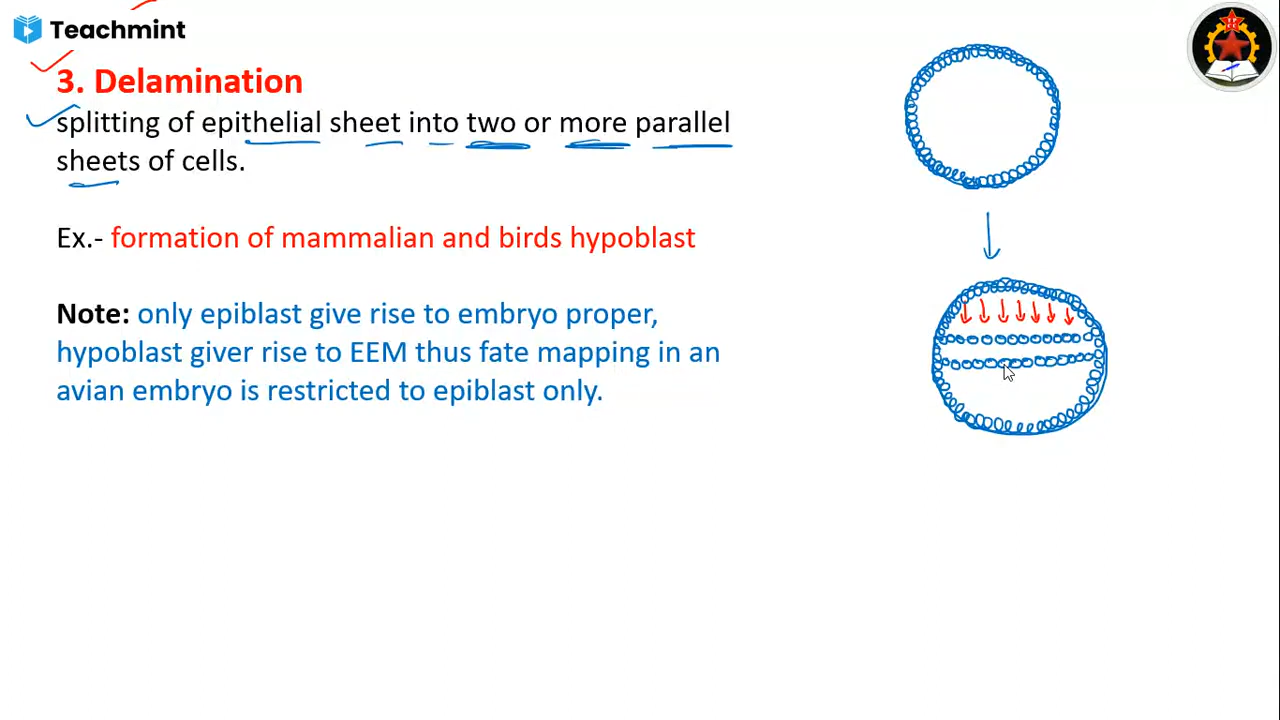 Teachmint
3. Delamination
splitting of epithelial sheet into two or more parallel
sheets of cells.
Ex.- formation of mammalian and birds hypoblast
Note: only epiblast give rise to embryo proper,
hypoblast giver rise to EEM thus fate mapping in an
avian embryo is restricted to epiblast only.